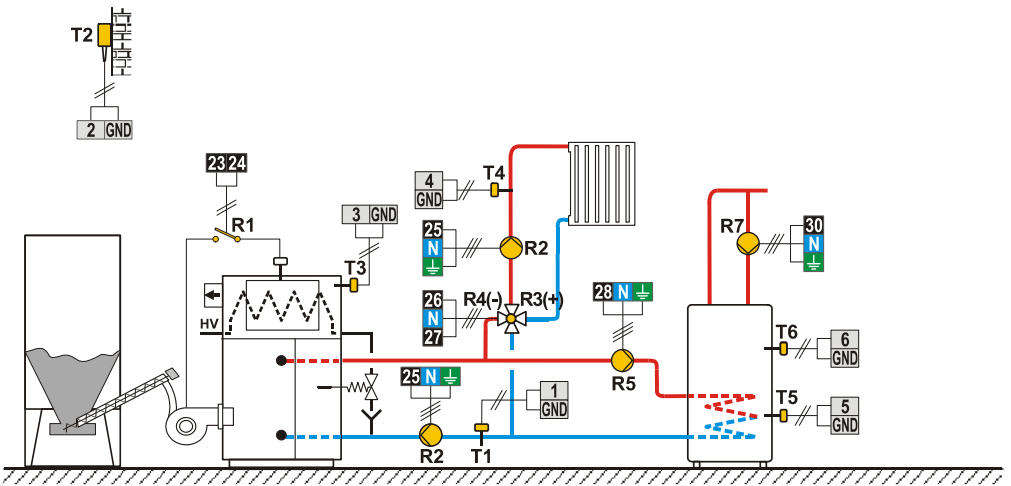 T2
2 GND
23 24
R1
3 GND
T3
HV
4
GND
T4
25
N
R2
26
N
27
R4(-) R3(+)
28 N
R5
25 N
R2
T1
1
GND
R7
30
N
T6
6
GND
T5
5
GND